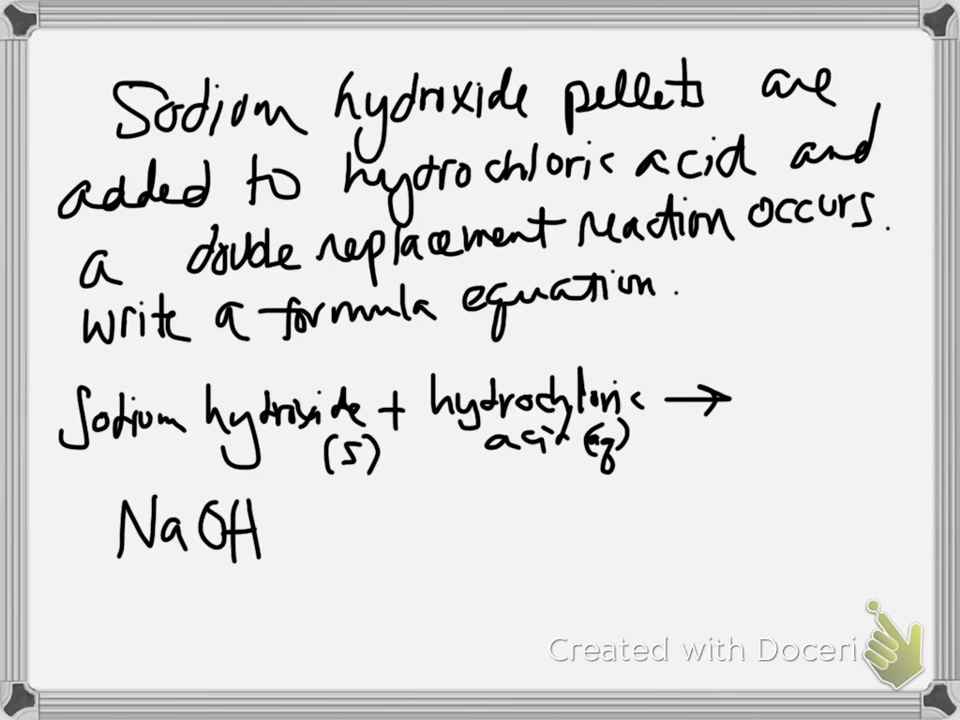 Sodium hydroxide pellets are
added to hydrochloric acid and
a double replacement reaction occurs.
write a formula equation.
Sodium hydroxide + hydrochloric →
(s) acid (aq)
NaOH
Created with Doceri